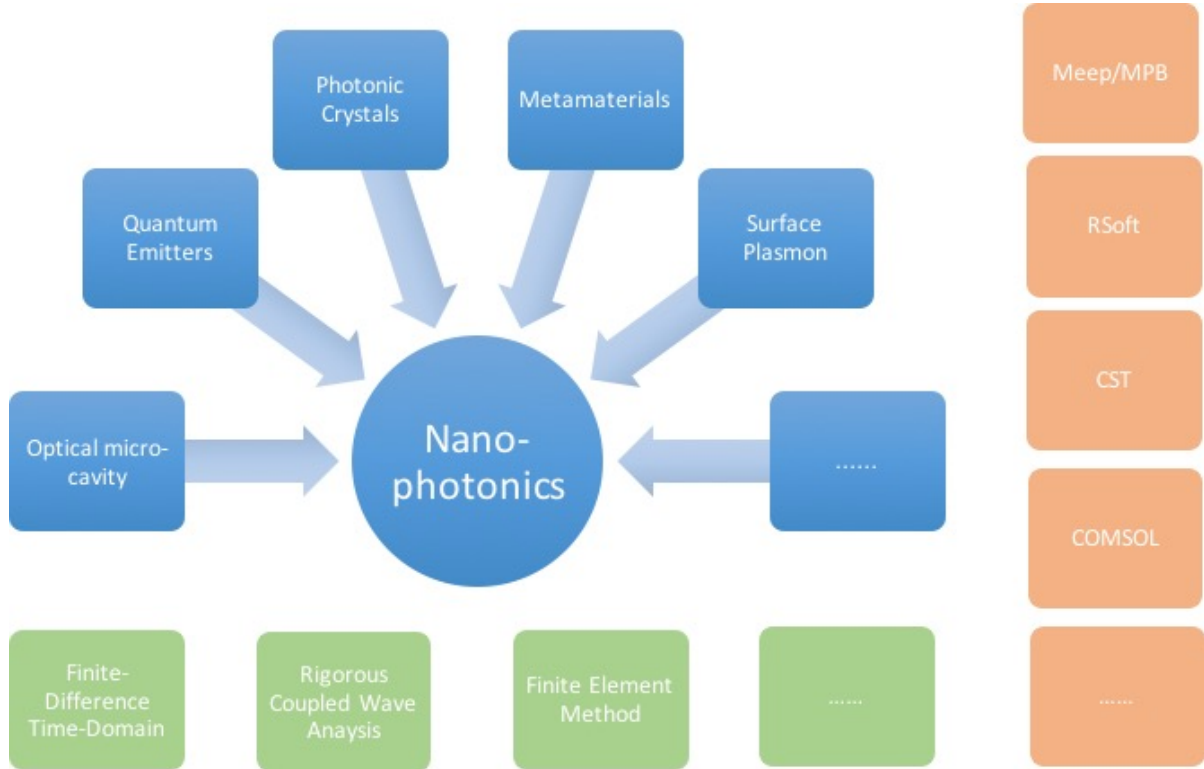 Photonic
Crystals
Metamaterials
Quantum
Emitters
Surface
Plasmon
Optical micro-
cavity
Nano-
photonics
......
Finite-
Difference
Time-Domain
Rigorous
Coupled Wave
Anaysis
Finite Element
Method
......
Meep/MPB
RSoft
CST
COMSOL
......